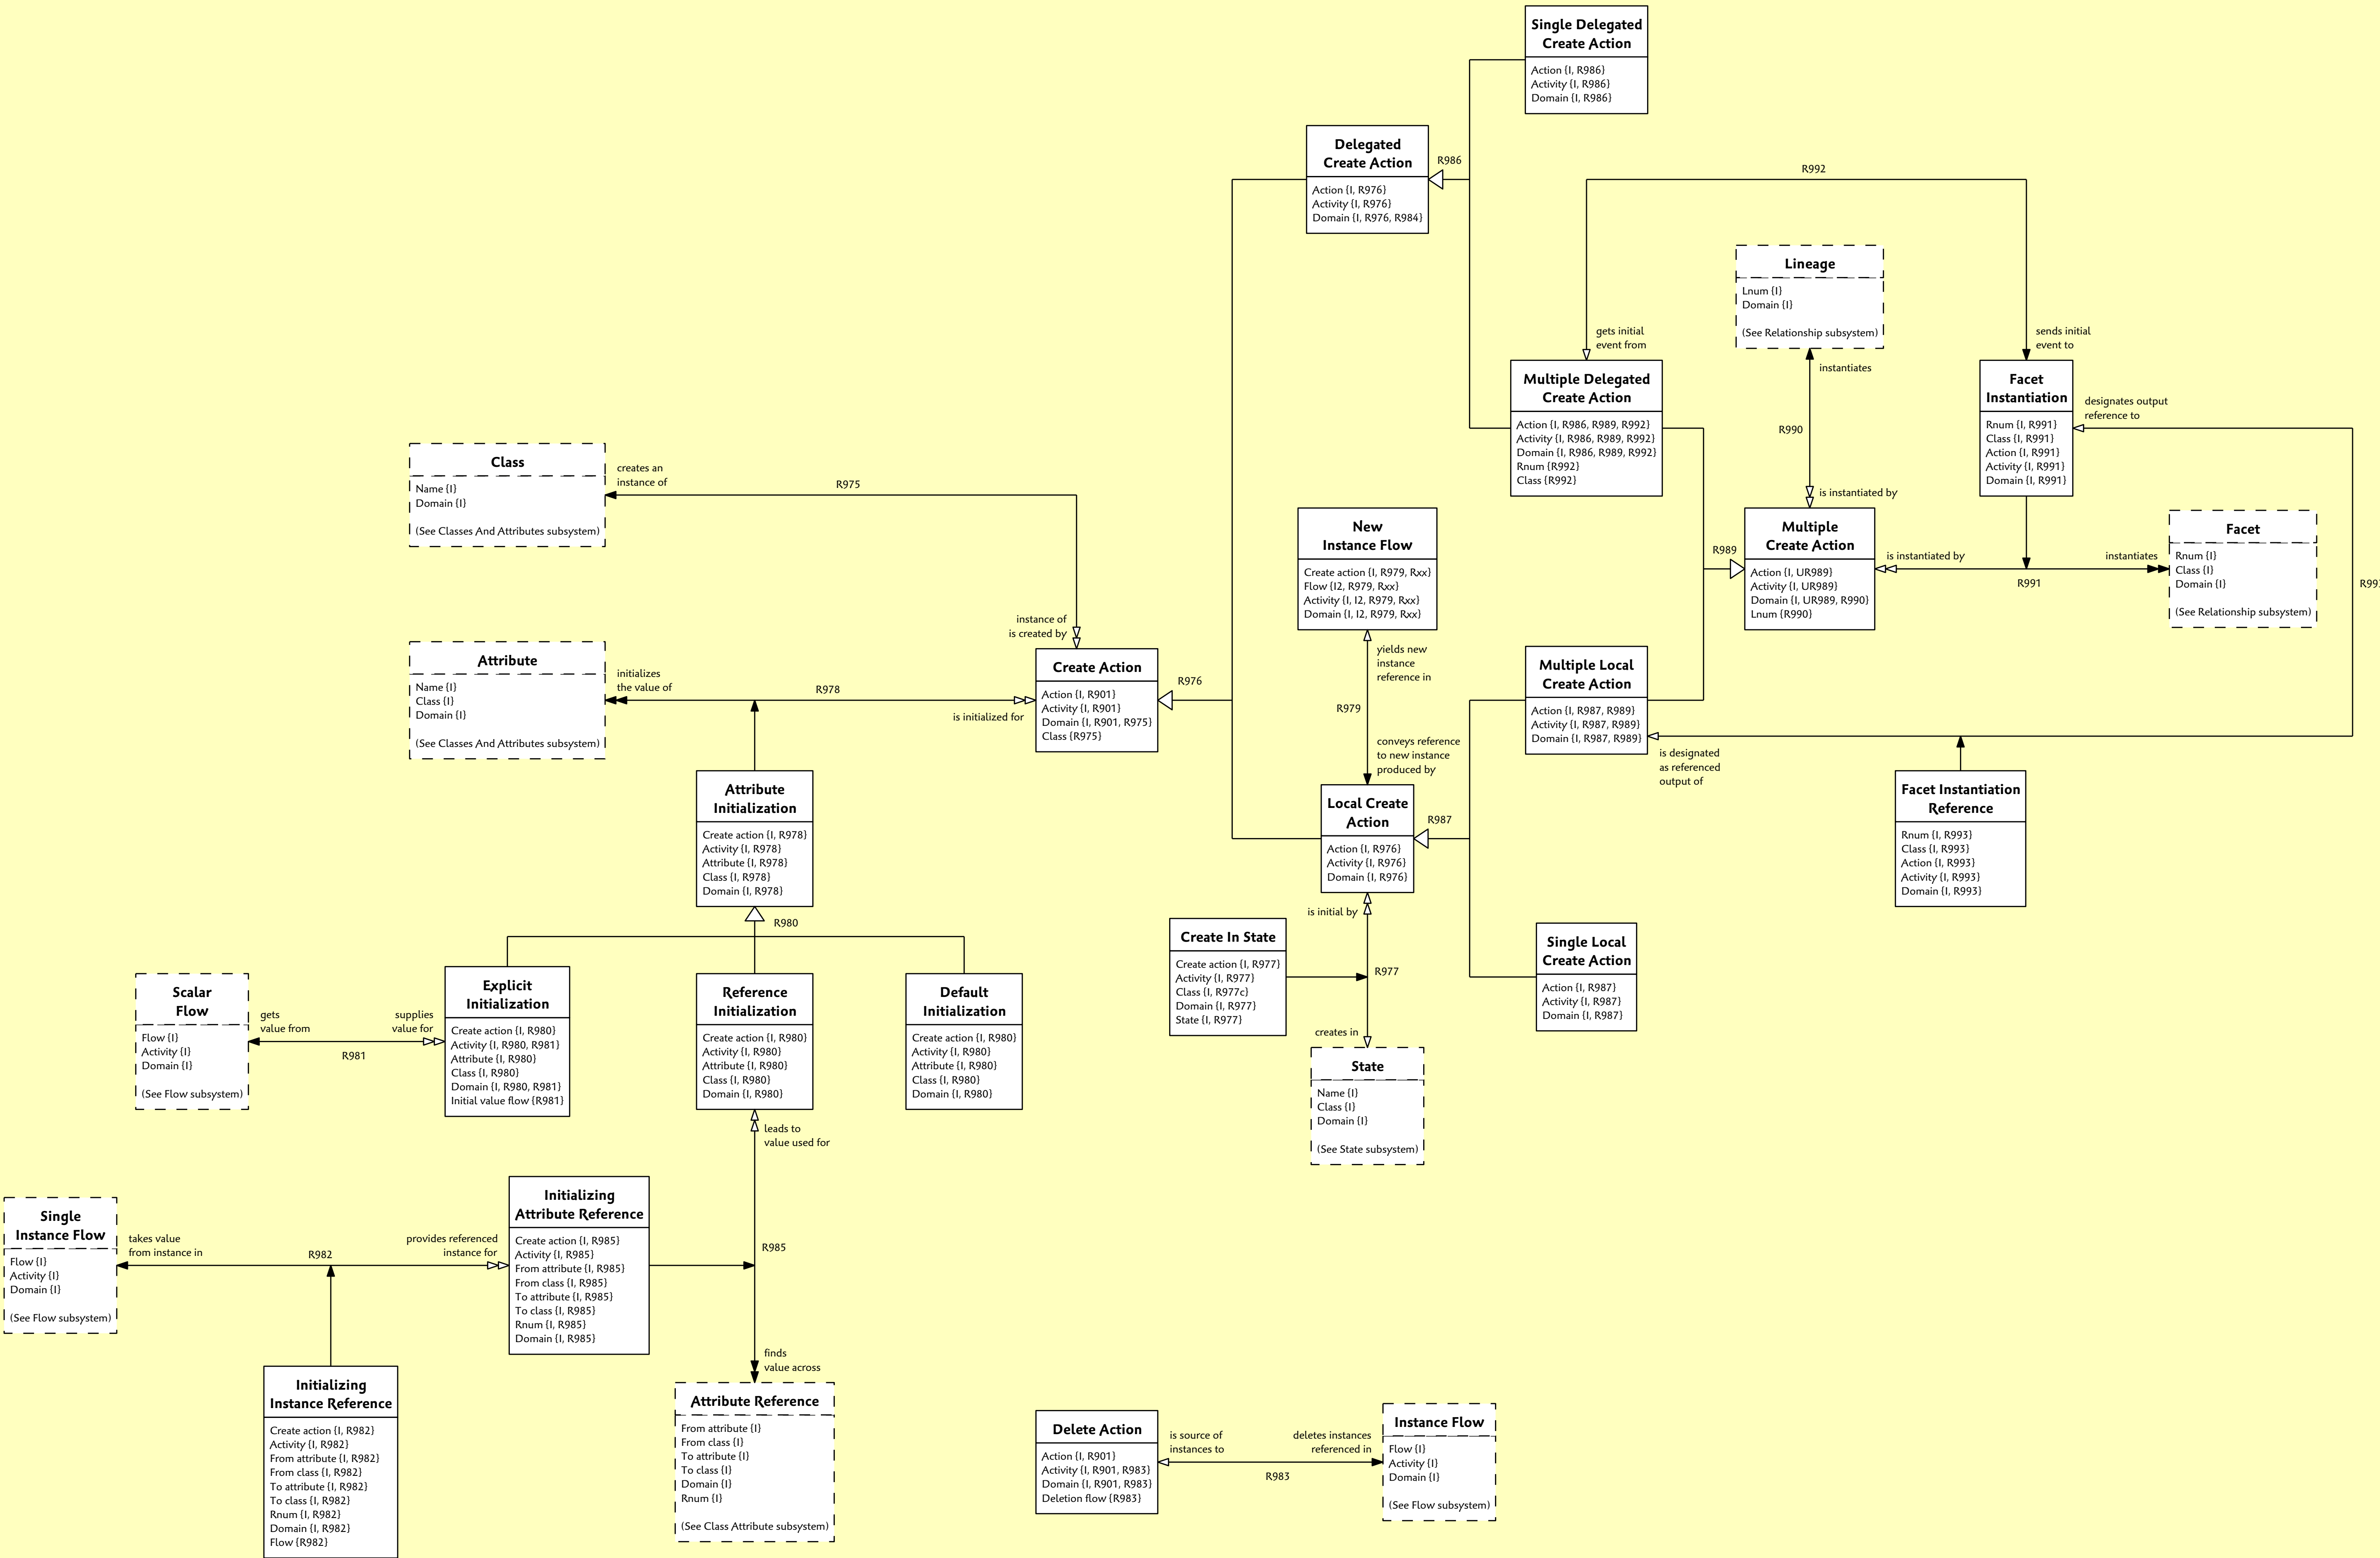 Single Delegated
Create Action
Action {I, R986}
Activity {I, R986}
Domain {I, R986}
Delegated
Create Action
Action {I, R976}
Activity {I, R976}
Domain {I, R976, R984}
R986
R992
Lineage
Lnum {I}
Domain {I}
(See Relationship subsystem)
gets initial
event from
sends initial
event to
instantiates
Multiple Delegated
Create Action
Action {I, R986, R989, R992}
Activity {I, R986, R989, R992}
Domain {I, R986, R989, R992}
Rnum {R992}
Class {R992}
R990
is instantiated by
Facet
Instantiation
Rnum {I, R991}
Class {I, R991}
Action {I, R991}
Activity {I, R991}
Domain {I, R991}
designates output
reference to
Class
Name {I}
Domain {I}
(See Classes And Attributes subsystem)
creates an
instance of
R975
instance of
is created by
New
Instance Flow
Create action {I, R979, Rxx}
Flow {I2, R979, Rxx}
Activity {I, I2, R979, Rxx}
Domain {I, I2, R979, Rxx}
R989
Multiple
Create Action
Action {I, UR989}
Activity {I, UR989}
Domain {I, UR989, R990}
Lnum {R990}
is instantiated by
instantiates
R991
Facet
Rnum {I}
Class {I}
Domain {I}
(See Relationship subsystem)
Attribute
Name {I}
Class {I}
Domain {I}
(See Classes And Attributes subsystem)
initializes
the value of
R978
is initialized for
Create Action
Action {I, R901}
Activity {I, R901}
Domain {I, R901, R975}
Class {R975}
R976
yields new
instance
reference in
R979
conveys reference
to new instance
produced by
Multiple Local
Create Action
Action {I, R987, R989}
Activity {I, R987, R989}
Domain {I, R987, R989}
is designated
as referenced
output of
Attribute
Initialization
Create action {I, R978}
Activity {I, R978}
Attribute {I, R978}
Class {I, R978}
Domain {I, R978}
Local Create
Action
Action {I, R976}
Activity {I, R976}
Domain {I, R976}
R987
Facet Instantiation
Reference
Rnum {I, R993}
Class {I, R993}
Action {I, R993}
Activity {I, R993}
Domain {I, R993}
R980
is initial by
Create In State
Create action {I, R977}
Activity {I, R977}
Class {I, R977c}
Domain {I, R977}
State {I, R977}
R977
creates in
Single Local
Create Action
Action {I, R987}
Activity {I, R987}
Domain {I, R987}
Scalar
Flow
Flow {I}
Activity {I}
Domain {I}
(See Flow subsystem)
gets
value from
supplies
value for
R981
Explicit
Initialization
Create action {I, R980}
Activity {I, R980, R981}
Attribute {I, R980}
Class {I, R980}
Domain {I, R980, R981}
Initial value flow {R981}
Reference
Initialization
Create action {I, R980}
Activity {I, R980}
Attribute {I, R980}
Class {I, R980}
Domain {I, R980}
Default
Initialization
Create action {I, R980}
Activity {I, R980}
Attribute {I, R980}
Class {I, R980}
Domain {I, R980}
State
Name {I}
Class {I}
Domain {I}
(See State subsystem)
leads to
value used for
Single
Instance Flow
Flow {I}
Activity {I}
Domain {I}
(See Flow subsystem)
takes value
from instance in
R982
provides referenced
instance for
Initializing
Attribute Reference
Create action {I, R985}
Activity {I, R985}
From attribute {I, R985}
From class {I, R985}
To attribute {I, R985}
To class {I, R985}
Rnum {I, R985}
Domain {I, R985}
R985
finds
value across
Initializing
Instance Reference
Create action {I, R982}
Activity {I, R982}
From attribute {I, R982}
From class {I, R982}
To attribute {I, R982}
To class {I, R982}
Rnum {I, R982}
Domain {I, R982}
Flow {R982}
Attribute Reference
From attribute {I}
From class {I}
To attribute {I}
To class {I}
Domain {I}
Rnum {I}
(See Class Attribute subsystem)
Delete Action
Action {I, R901}
Activity {I, R901, R983}
Domain {I, R901, R983}
Deletion flow {R983}
is source of
instances to
deletes instances
referenced in
R983
Instance Flow
Flow {I}
Activity {I}
Domain {I}
(See Flow subsystem)